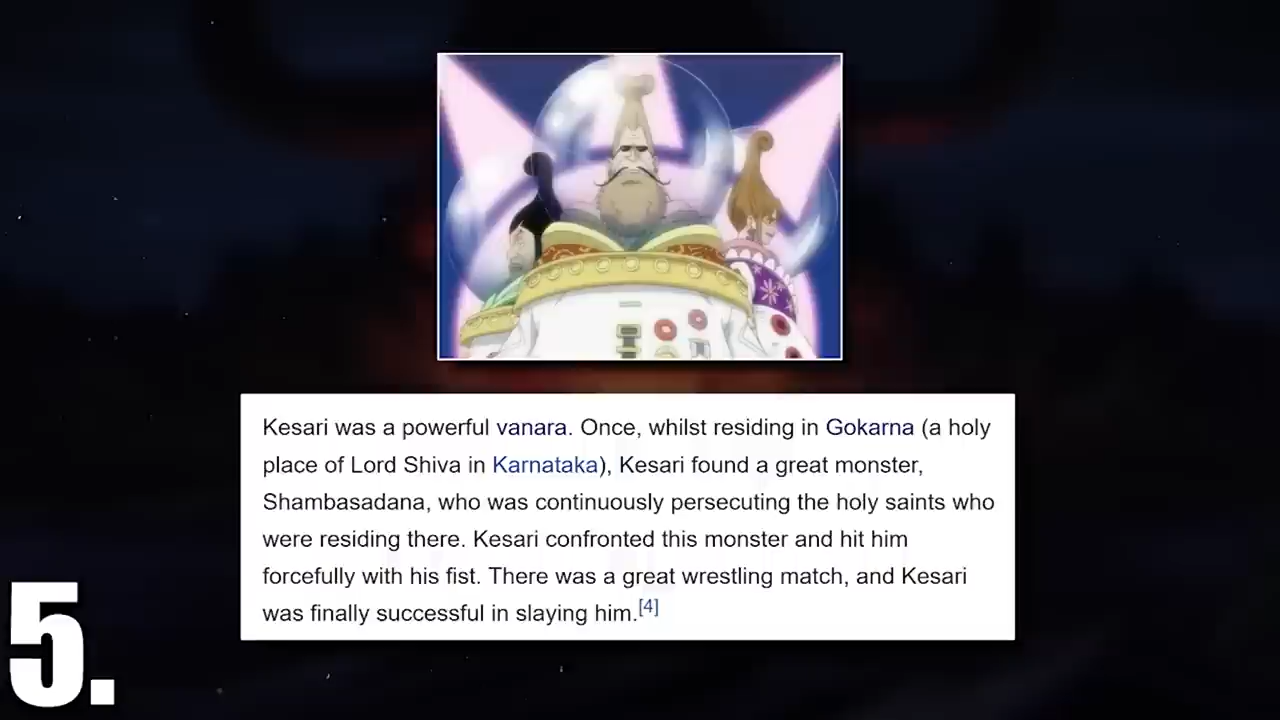 Kesari was a powerful vanara. Once, whilst residing in Gokarna (a holy
place of Lord Shiva in Karnataka), Kesari found a great monster,
Shambasadana, who was continuously persecuting the holy saints who
were residing there. Kesari confronted this monster and hit him
forcefully with his fist. There was a great wrestling match, and Kesari
was finally successful in slaying him.[4]
5.